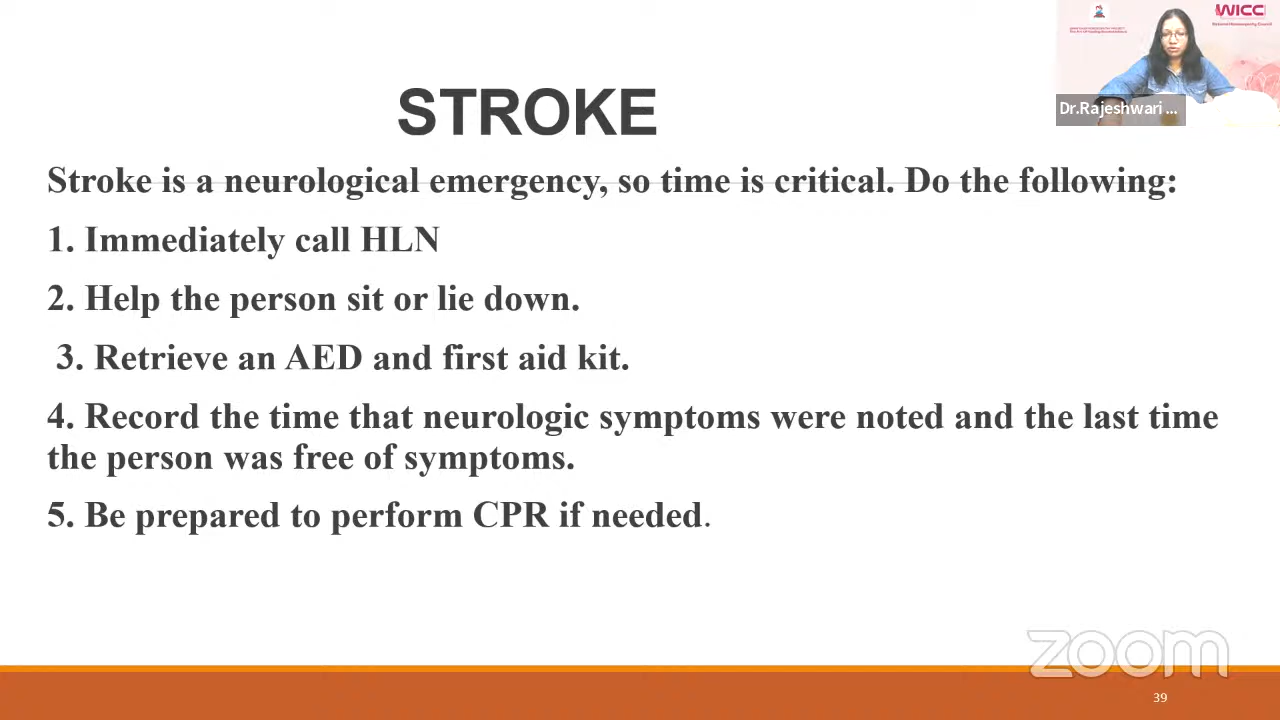 WICC
STROKE
Dr.Rajeshwari ...
Stroke is a neurological emergency, so time is critical. Do the following:
1. Immediately call HLN
2. Help the person sit or lie down.
3. Retrieve an AED and first aid kit.
4. Record the time that neurologic symptoms were noted and the last time
the person was free of symptoms.
5. Be prepared to perform CPR if needed.
zoom
39